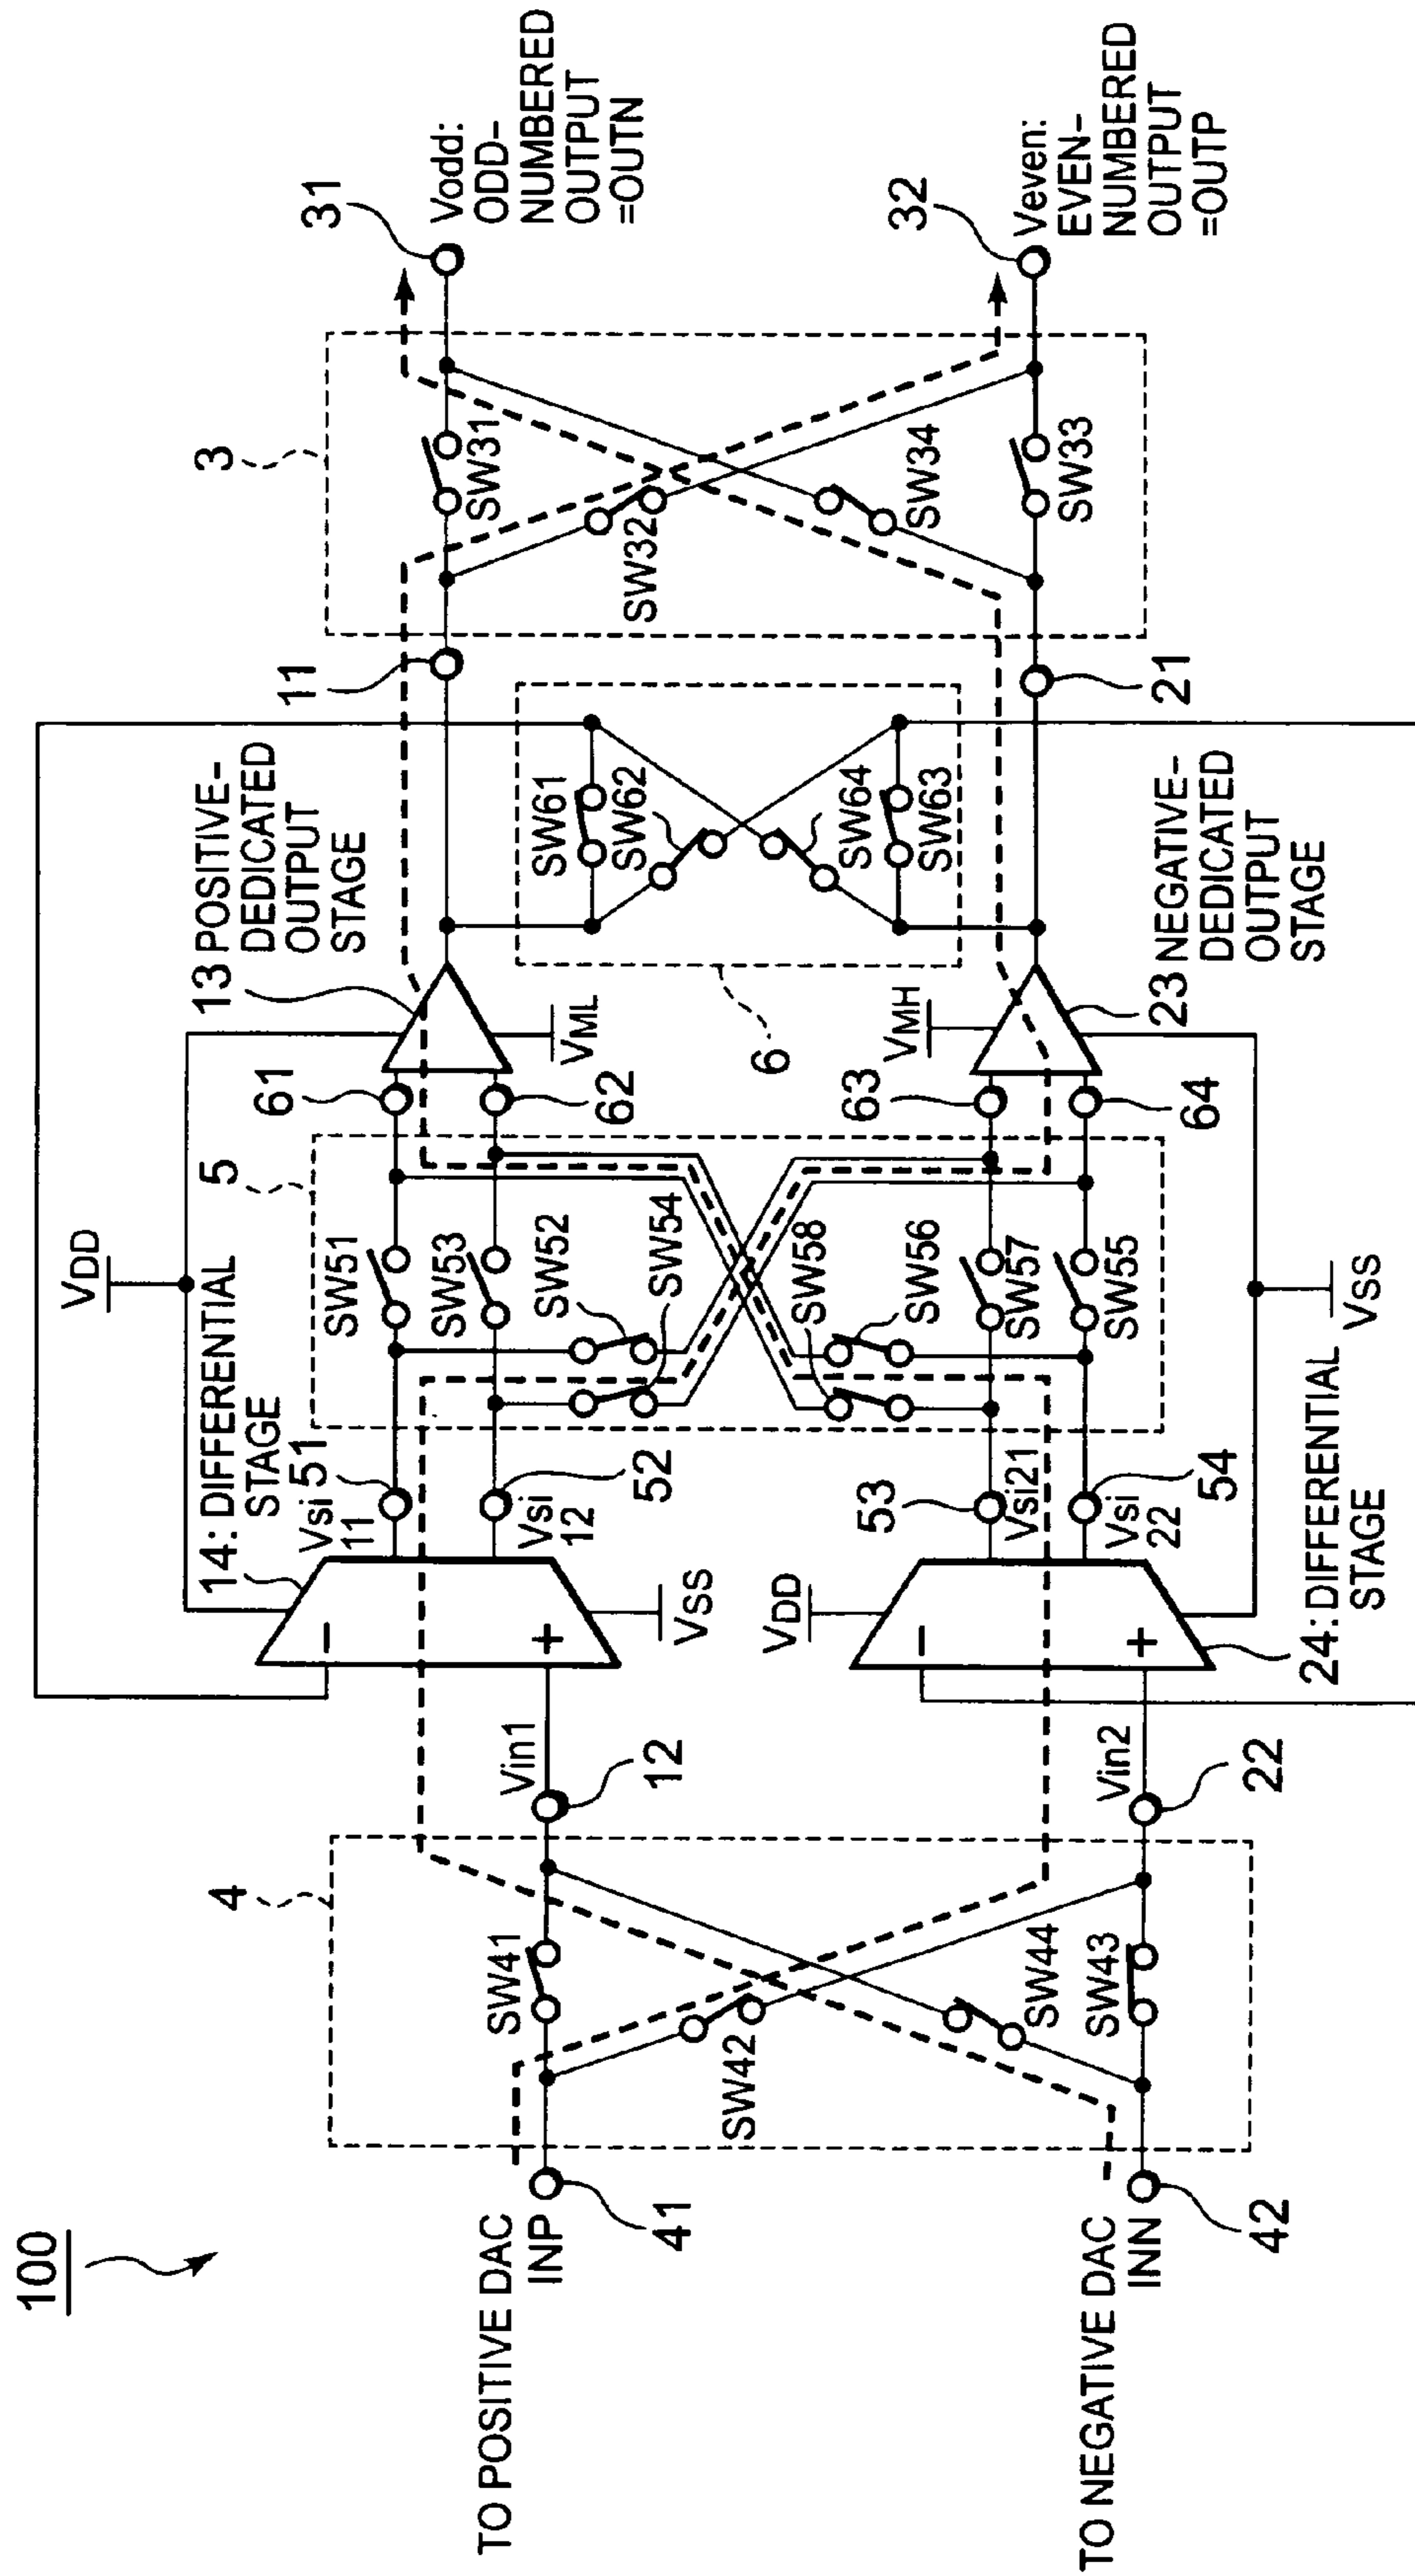 100
TO POSITIVE DAC
INP
41
TO NEGATIVE DAC
INN
42
4
SW41
SW42
SW44
SW43
Vin1
12
Vin2
22
14: DIFFERENTIAL
STAGE
VDD
VSS
-
+
Vsi
11
51
Vsi
12
52
24: DIFFERENTIAL
STAGE
VDD
VSS
-
+
53
Vsi21
Vsi
22
54
5
SW51
SW53
SW52
SW54
SW58
SW56
SW57
SW55
61
62
63
64
13 POSITIVE-
DEDICATED
OUTPUT
STAGE
VML
VMH
23 NEGATIVE-
DEDICATED
OUTPUT
STAGE
6
SW61
SW62
SW64
SW63
11
21
3
SW31
SW32
SW34
SW33
31
Vodd:
ODD-
NUMBERED
OUTPUT
=OUTN
32
Veven:
EVEN-
NUMBERED
OUTPUT
=OUTP